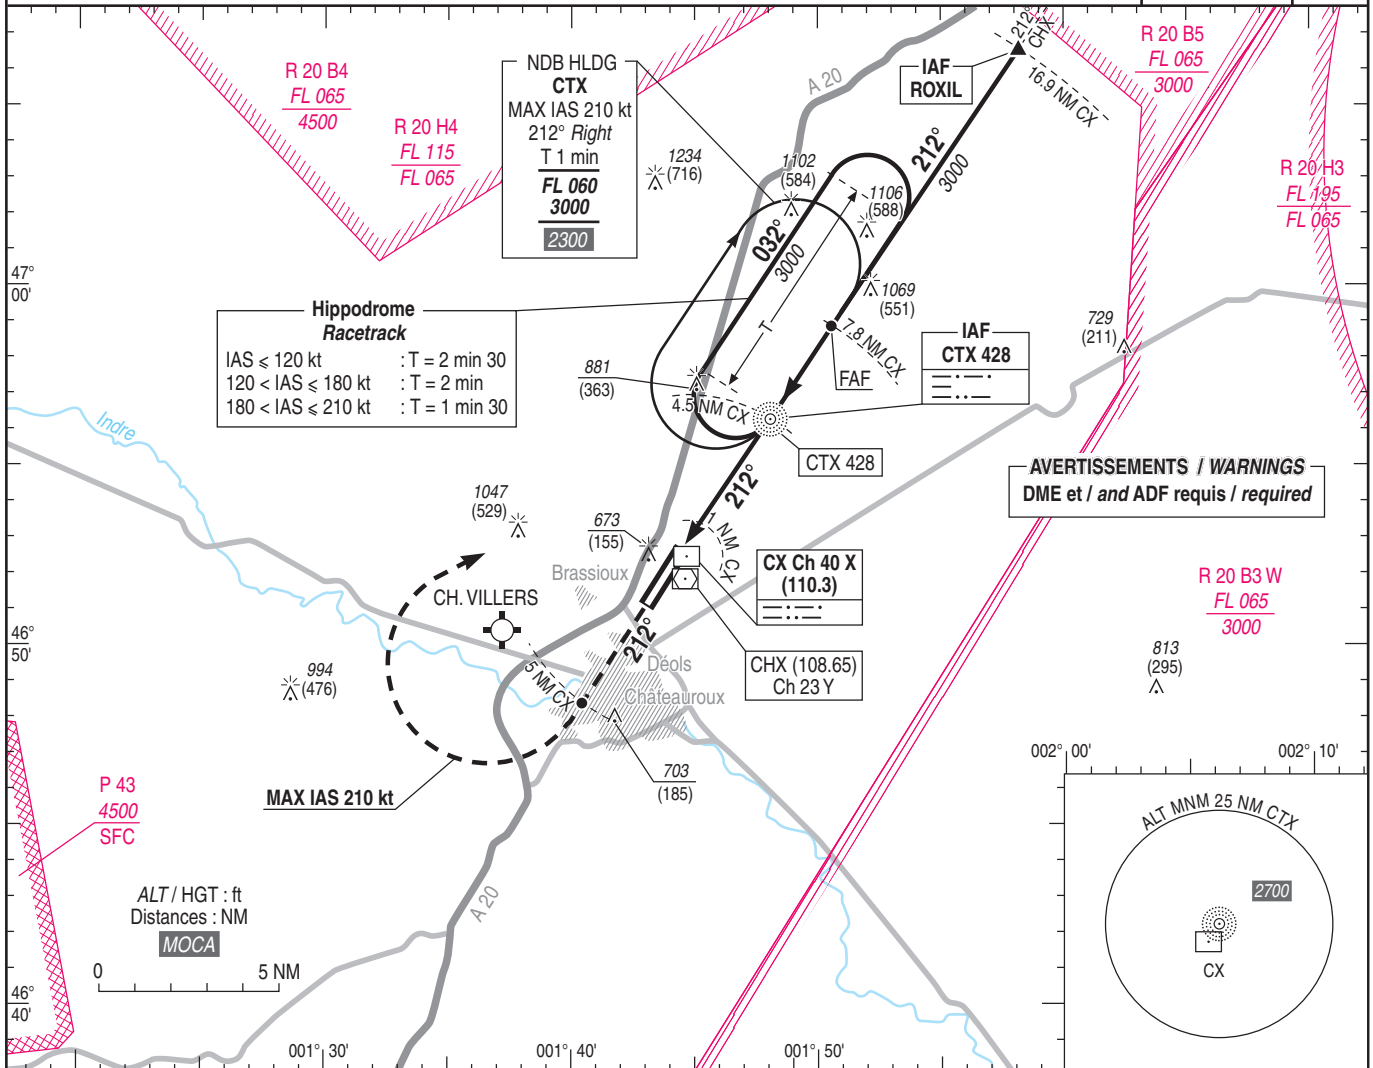 R 20 B4
FL 065
4500
R 20 H4
FL 115
FL 065
NDB HLDG
CTX
MAX IAS 210 kt
212° Right
T 1 min
FL 060
3000
2300
1234
(716)
A 20
1102
(584)
1106
(588)
032°
3000
T
212°
3000
IAF
ROXIL
212°
CHX
16.9 NM CX
R 20 B5
FL 065
3000
R 20 H3
FL 195
FL 065
47°
00'
Hippodrome
Racetrack
IAS ⩽ 120 kt : T = 2 min 30
120 < IAS ⩽ 180 kt : T = 2 min
180 < IAS ⩽ 210 kt : T = 1 min 30
1069
(551)
7.8 NM CX
FAF
IAF
CTX 428
729
(211)
881
(363)
4.5 NM CX
CTX 428
Indre
AVERTISSEMENTS / WARNINGS
DME et / and ADF requis / required
212°
1047
(529)
673
(155)
1 NM CX
CX Ch 40 X
(110.3)
Brassioux
CH. VILLERS
R 20 B3 W
FL 065
3000
46°
50'
212°
Déols
CHX (108.65)
Ch 23 Y
Châteauroux
5 NM CX
994
(476)
813
(295)
703
(185)
MAX IAS 210 kt
P 43
4500
SFC
002° 00'
002° 10'
ALT MNM 25 NM CTX
2700
CX
ALT / HGT : ft
Distances : NM
MOCA
0
5 NM
A 20
46°
40'
001° 30'
001° 40'
001° 50'